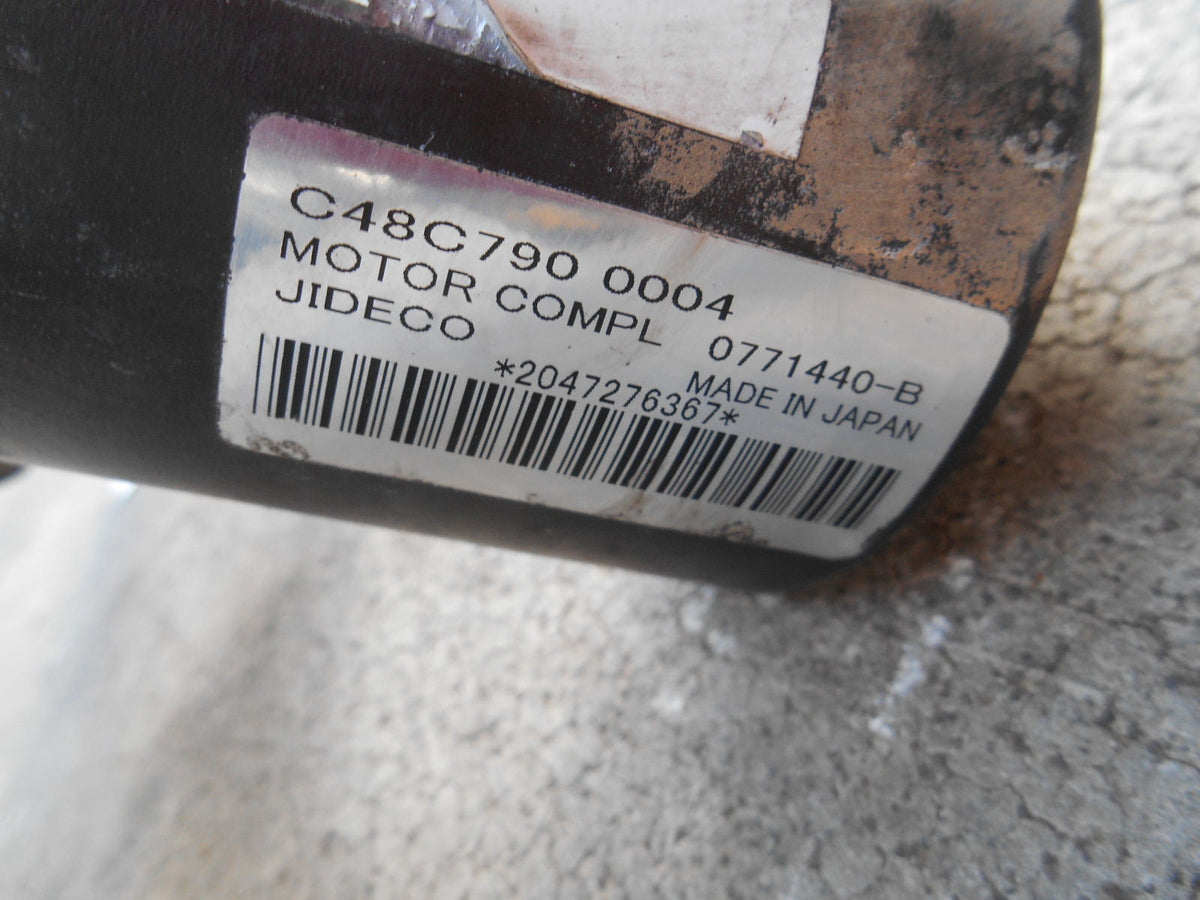 C48C790 0004
MOTOR COMPL 0771440-B
JIDECO MADE IN JAPAN
*2047276367*